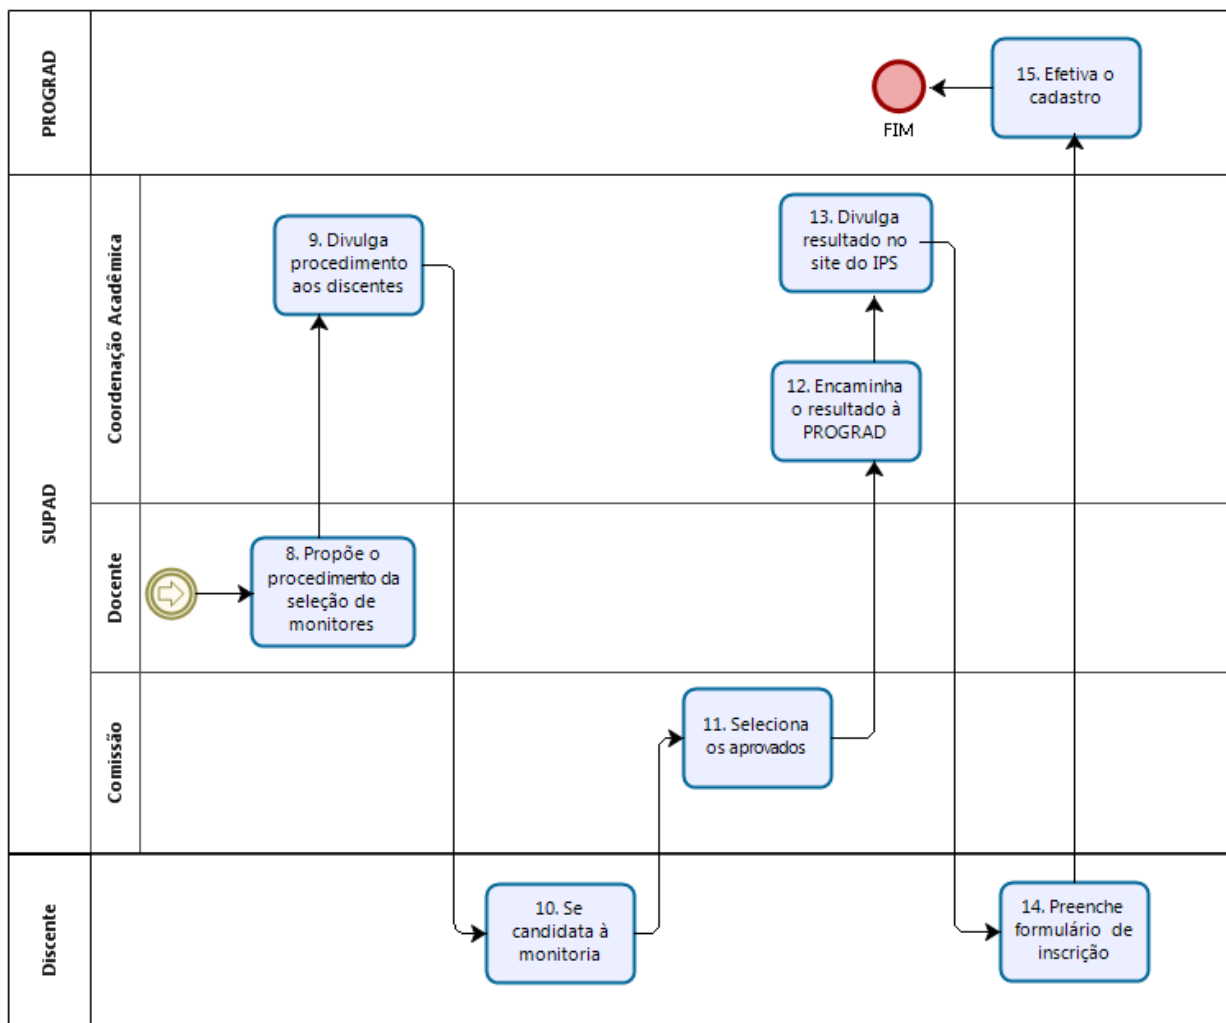 PROGRAD
15. Efetiva o
cadastro
FIM
SUPAD
Coordenação Acadêmica
9. Divulga
procedimento
aos discentes
13. Divulga
resultado no
site do IPS
12. Encaminha
o resultado à
PROGRAD
Docente
8. Propõe o
procedimento da
seleção de
monitores
Comissão
11. Seleciona
os aprovados
Discente
10. Se
candidata à
monitoria
14. Preenche
formulário de
inscrição